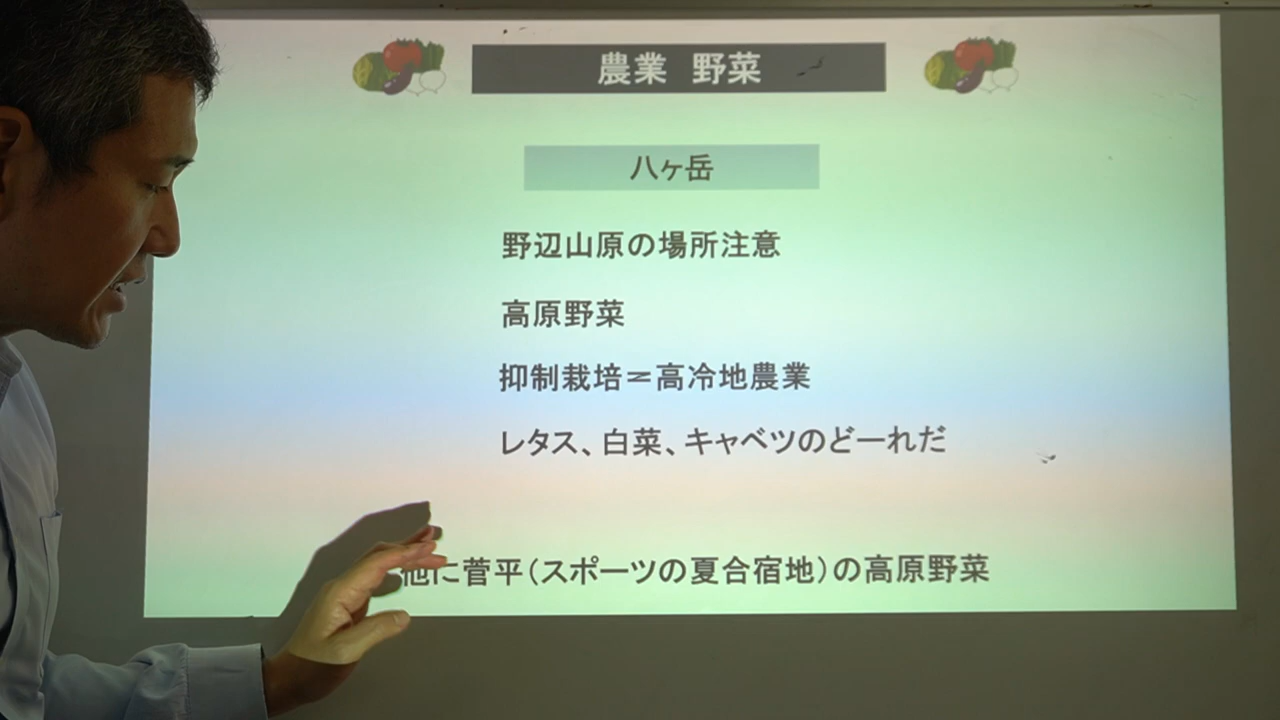 農業 野菜
八ヶ岳
野辺山原の場所注意
高原野菜
抑制栽培＝高冷地農業
レタス、白菜、キャベツのどーれだ
他に菅平（スポーツの夏合宿地）の高原野菜